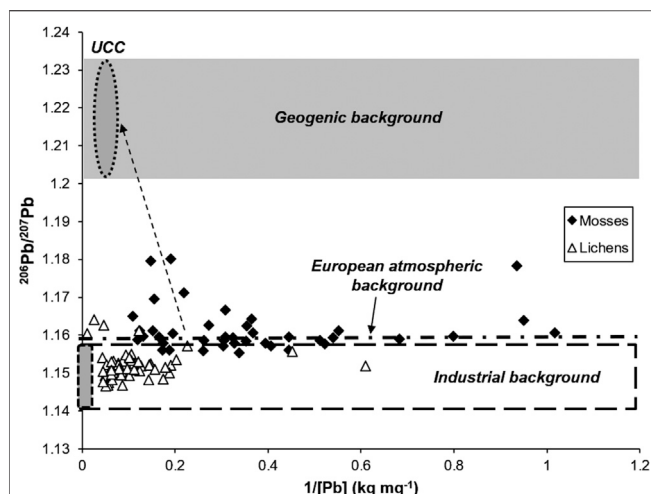 UCC
1.24
1.23
1.22
1.21
1.2
1.19
1.18
1.17
1.16
1.15
1.14
1.13
²⁰⁶Pb/²⁰⁷Pb
Geogenic background
Mosses
Lichens
European atmospheric
background
Industrial background
0
0.2
0.4
0.6
0.8
1
1.2
1/[Pb] (kg mg⁻¹)